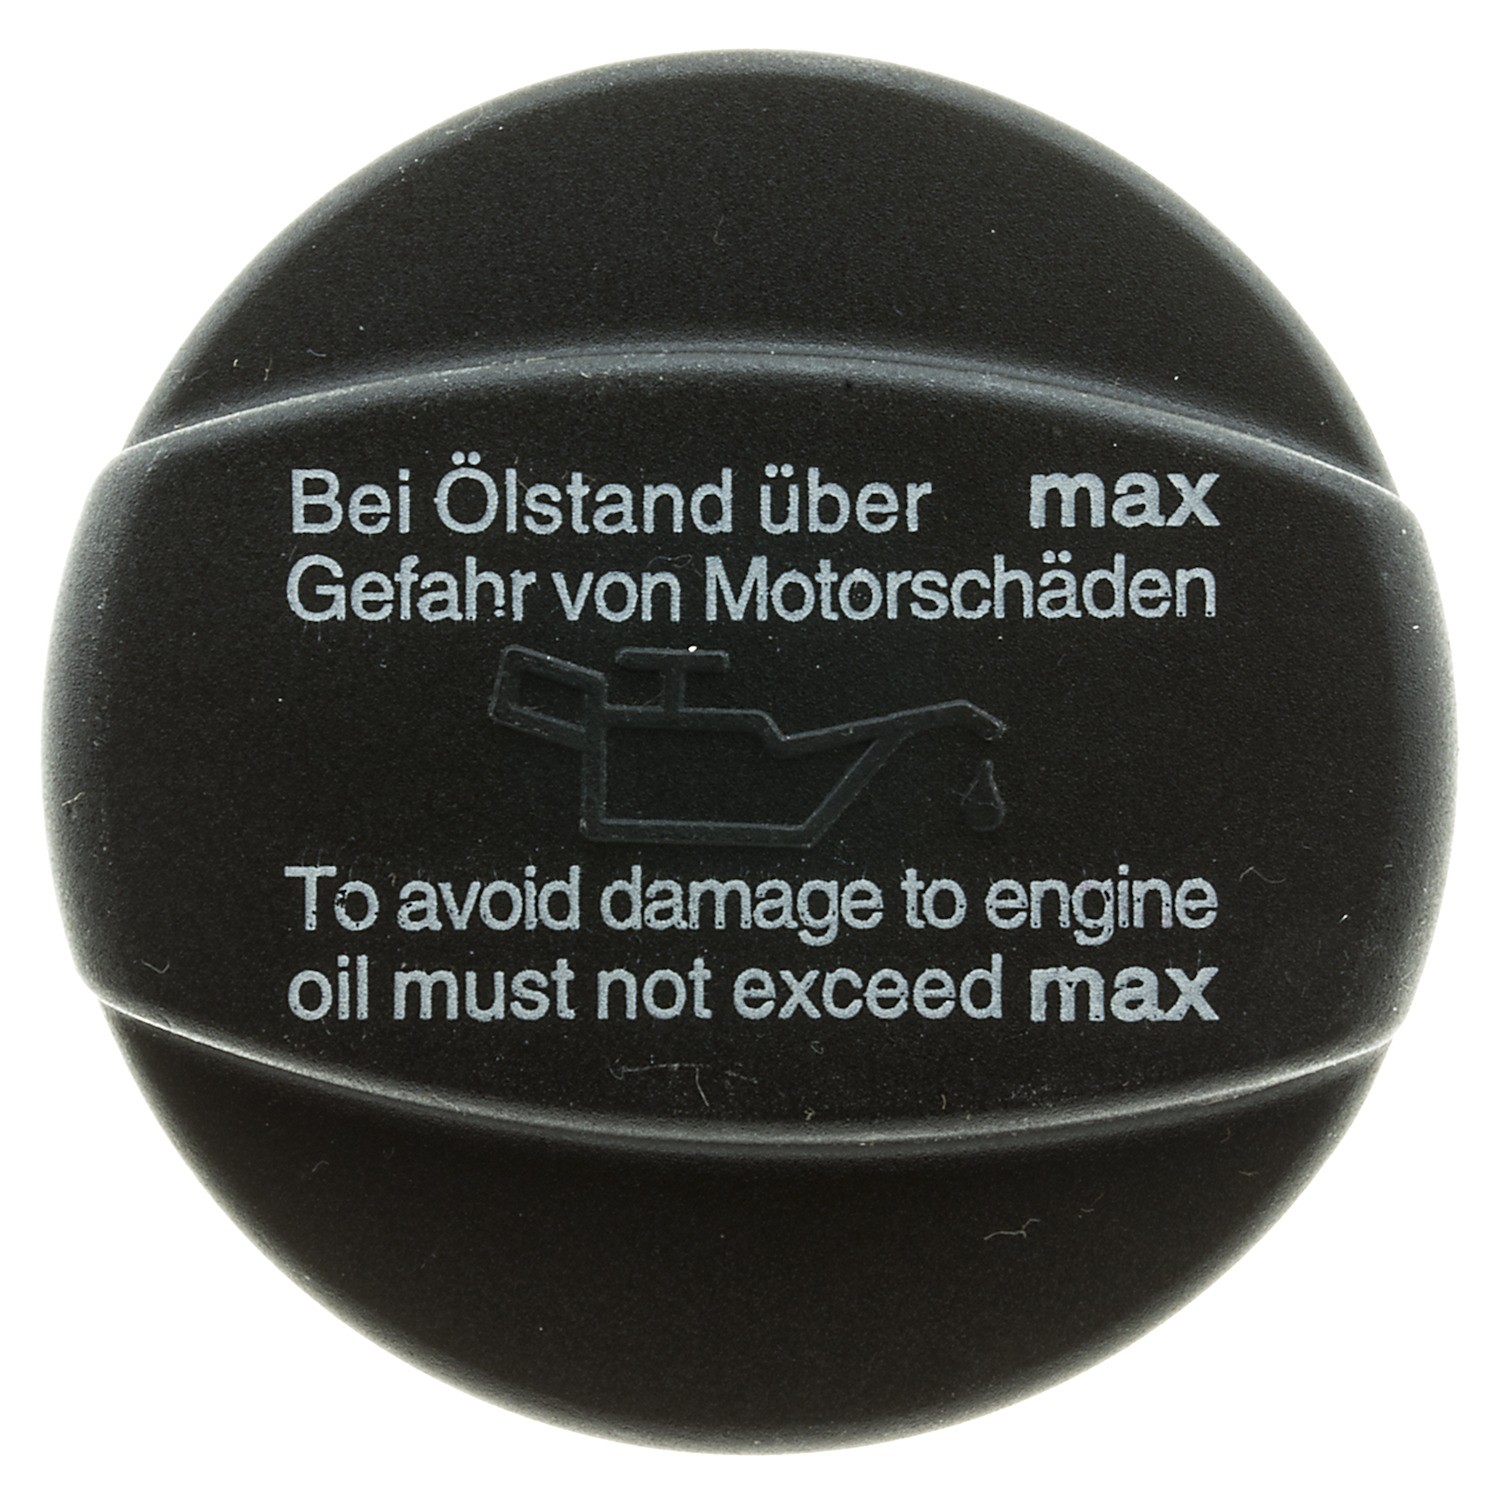 Bei Ölstand über max
Gefahr von Motorschäden
To avoid damage to engine
oil must not exceed max